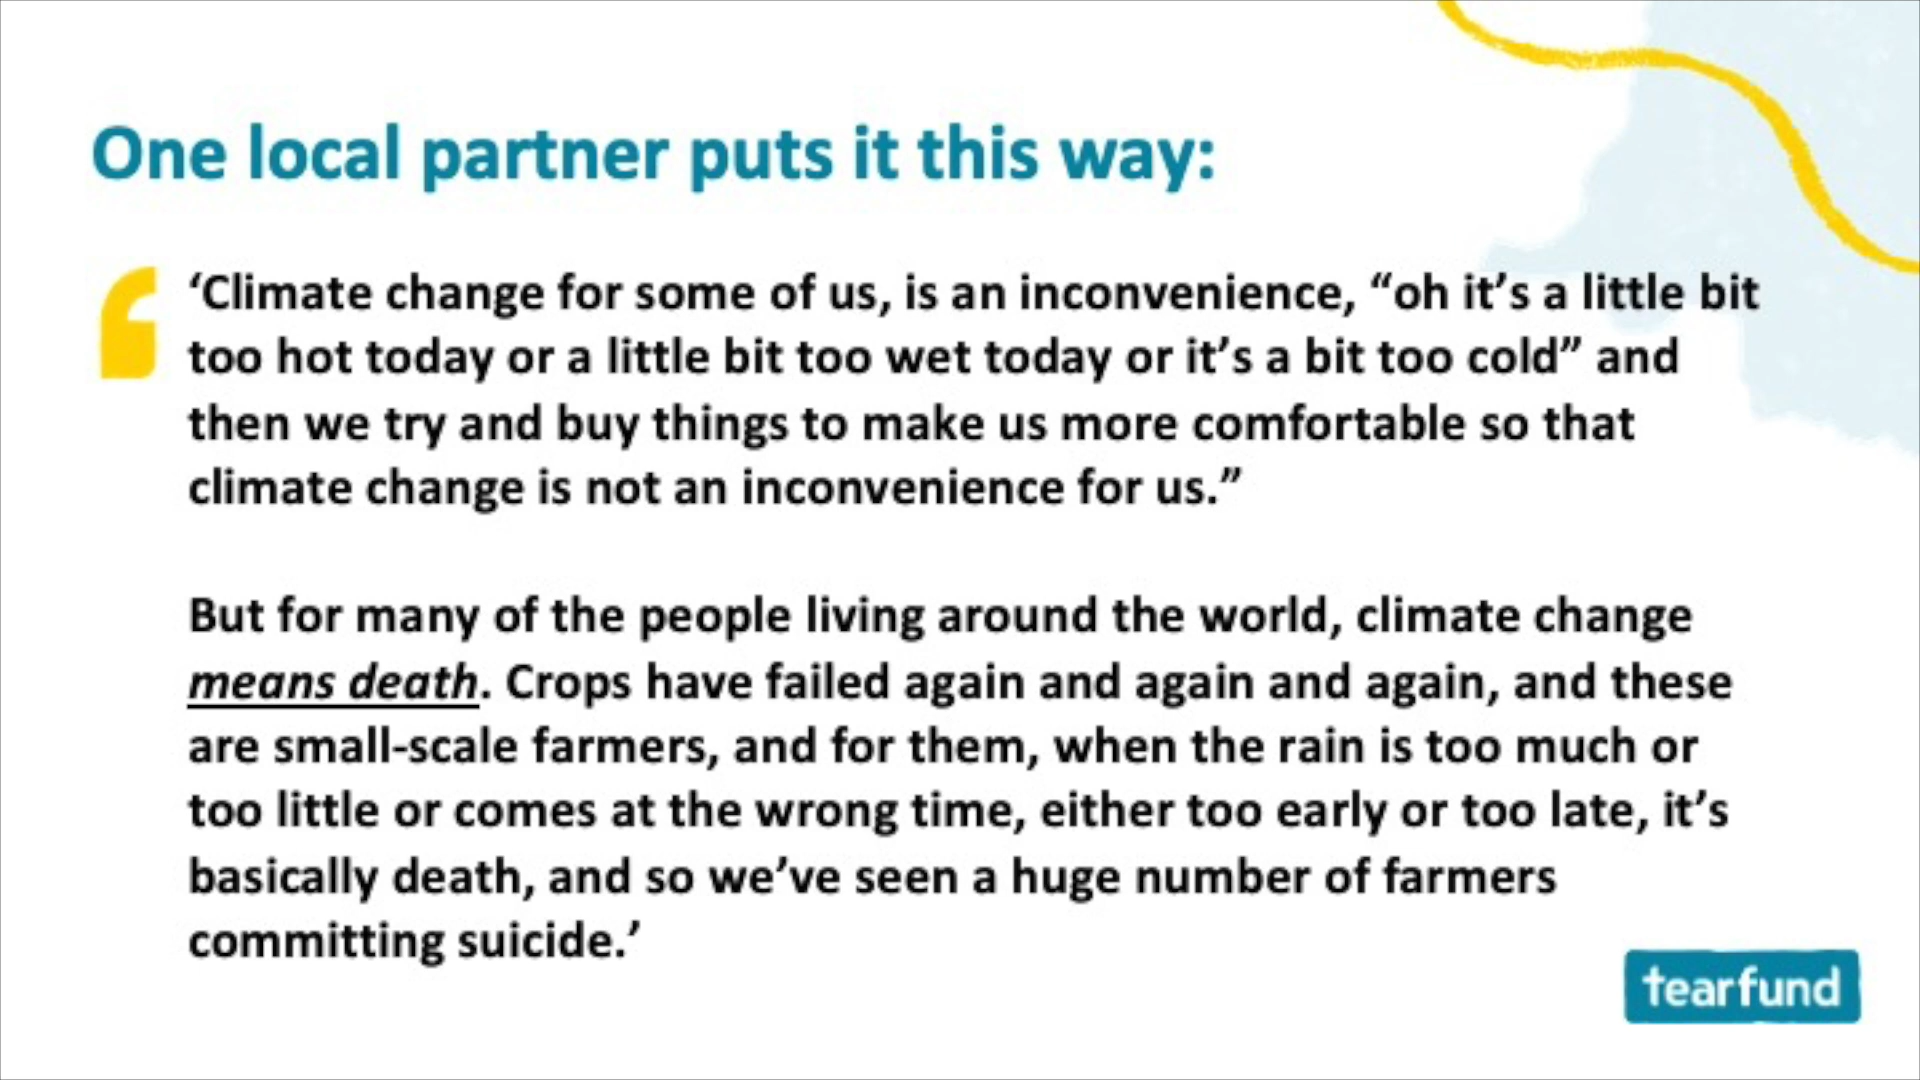 One local partner puts it this way:
‘Climate change for some of us, is an inconvenience, “oh it’s a little bit
too hot today or a little bit too wet today or it’s a bit too cold” and
then we try and buy things to make us more comfortable so that
climate change is not an inconvenience for us.”
But for many of the people living around the world, climate change
means death. Crops have failed again and again and again, and these
are small-scale farmers, and for them, when the rain is too much or
too little or comes at the wrong time, either too early or too late, it’s
basically death, and so we’ve seen a huge number of farmers
committing suicide.’
tearfund